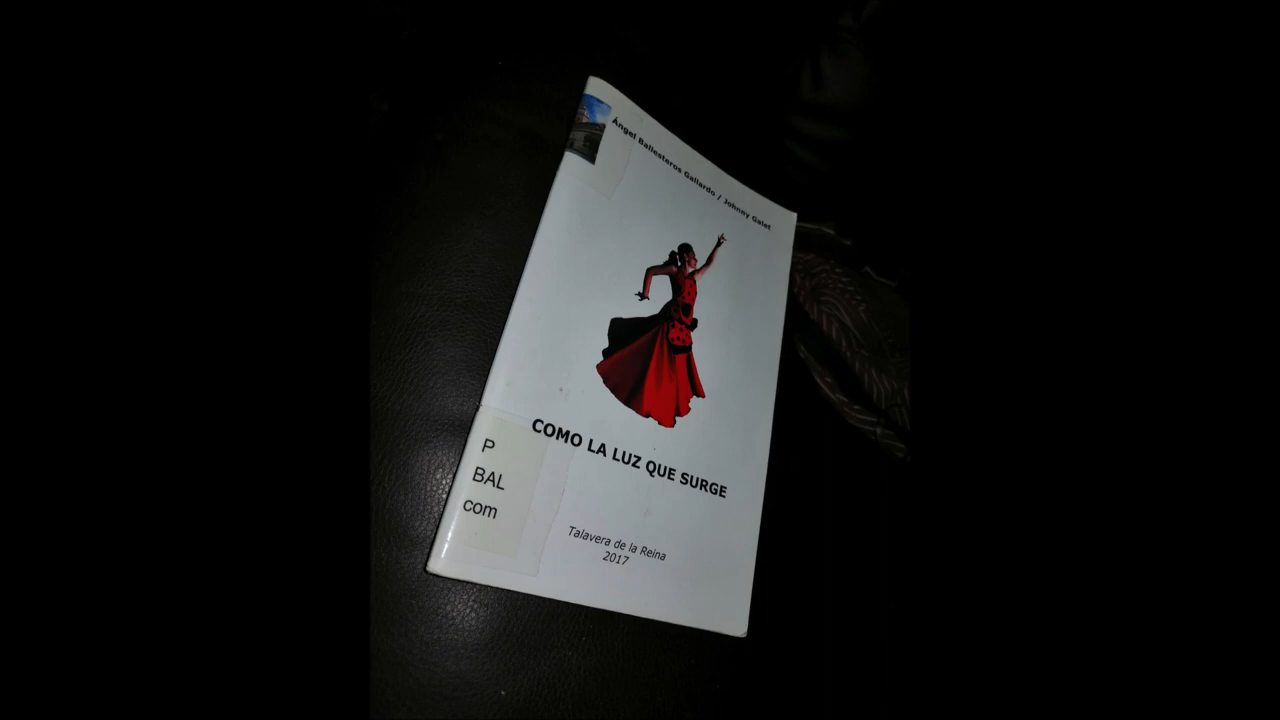 Ángel Ballesteros Gallardo / Johnny Galet
COMO LA LUZ QUE SURGE
P
BAL
com
Talavera de la Reina
2017